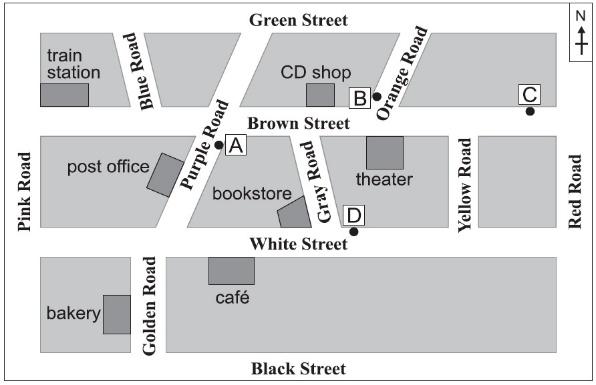 Green Street
N
train
station
Blue Road
CD shop
B
Orange Road
C
Brown Street
Purple Road
A
post office
Pink Road
bookstore
Gray Road
theater
Yellow Road
Red Road
D
White Street
bakery
Golden Road
café
Black Street